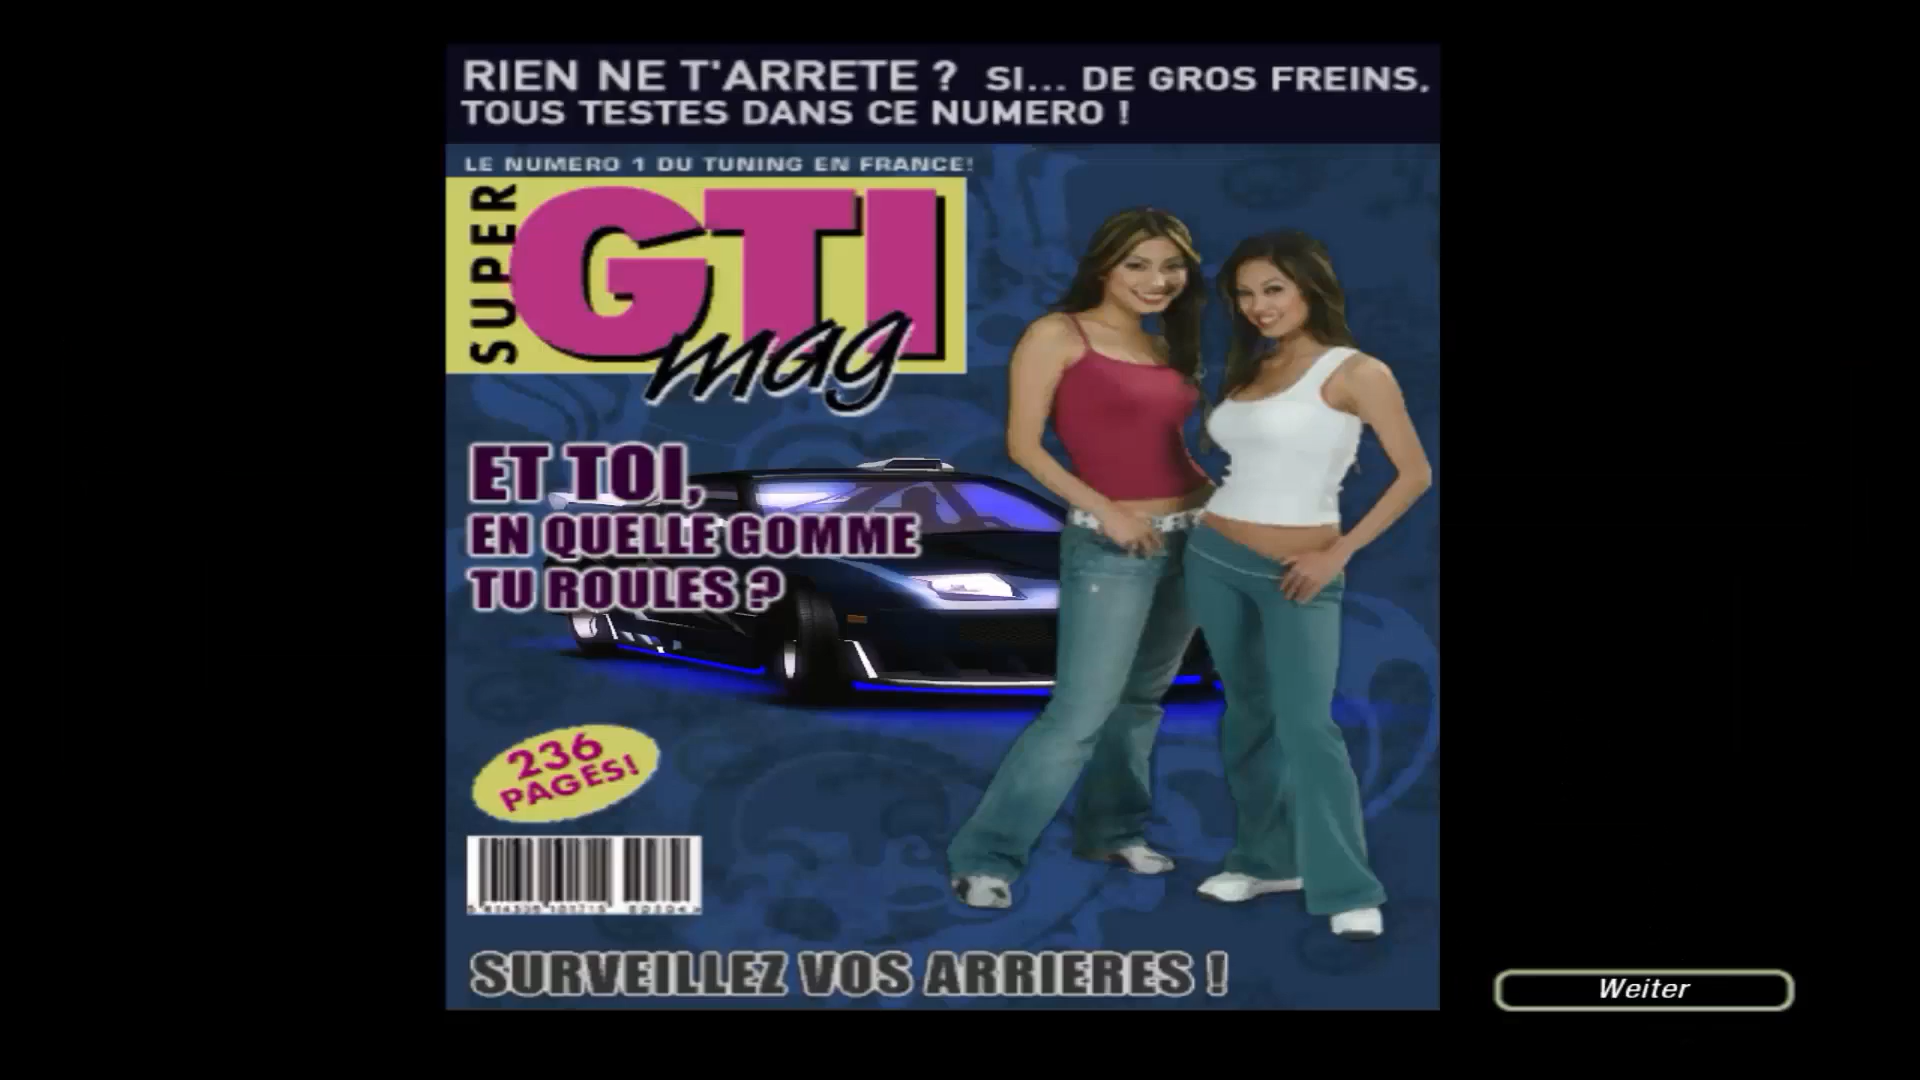 RIEN NE T'ARRETE ? SI... DE GROS FREINS,
TOUS TESTES DANS CE NUMERO !
LE NUMERO 1 DU TUNING EN FRANCE!
SUPER
GTI
mag
ET TOI,
EN QUELLE GOMME
TU ROULES ?
236
PAGES!
SURVEILLEZ VOS ARRIERES !
Weiter